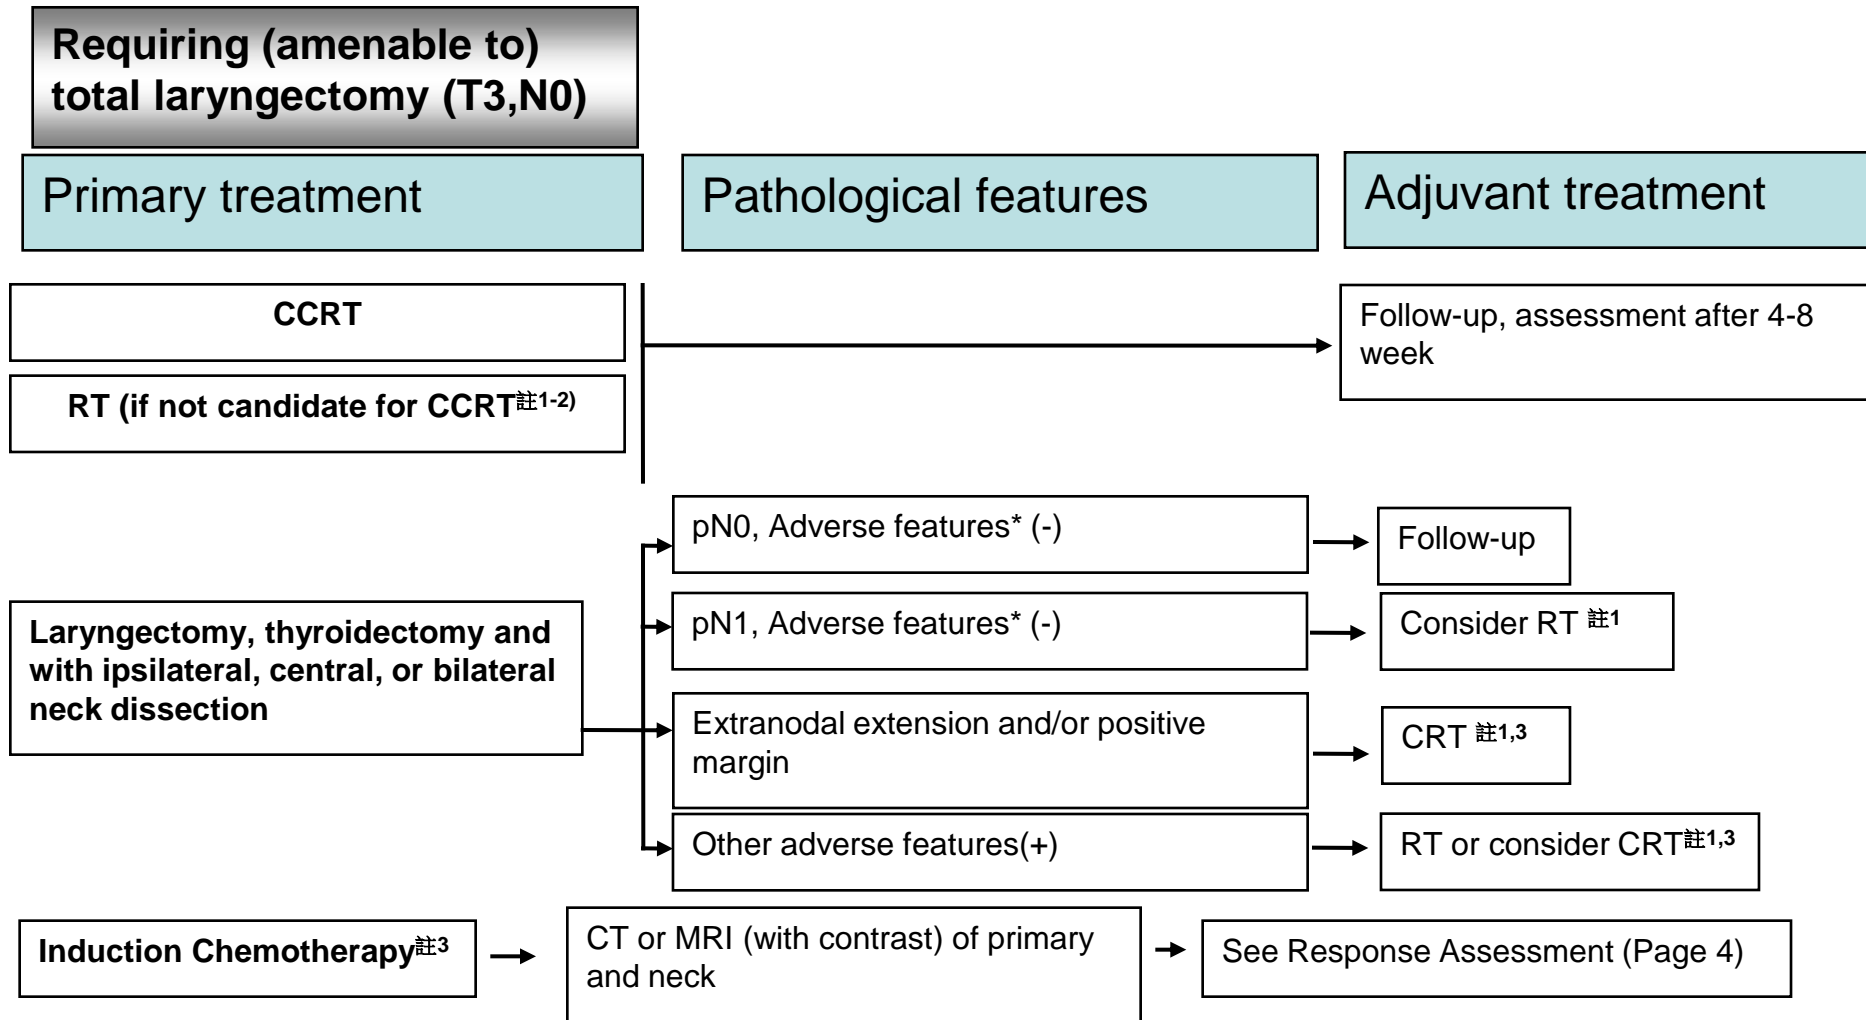 Requiring (amenable to)
total laryngectomy (T3,N0)
Primary treatment
Pathological features
Adjuvant treatment
CCRT
Follow-up, assessment after 4-8
week
RT (if not candidate for CCRT註1-2)
pN0, Adverse features* (-)
Follow-up
Laryngectomy, thyroidectomy and
with ipsilateral, central, or bilateral
neck dissection
pN1, Adverse features* (-)
Consider RT 註1
Extranodal extension and/or positive
margin
CRT 註1,3
Other adverse features(+)
RT or consider CRT註1,3
Induction Chemotherapy註3
CT or MRI (with contrast) of primary
and neck
See Response Assessment (Page 4)